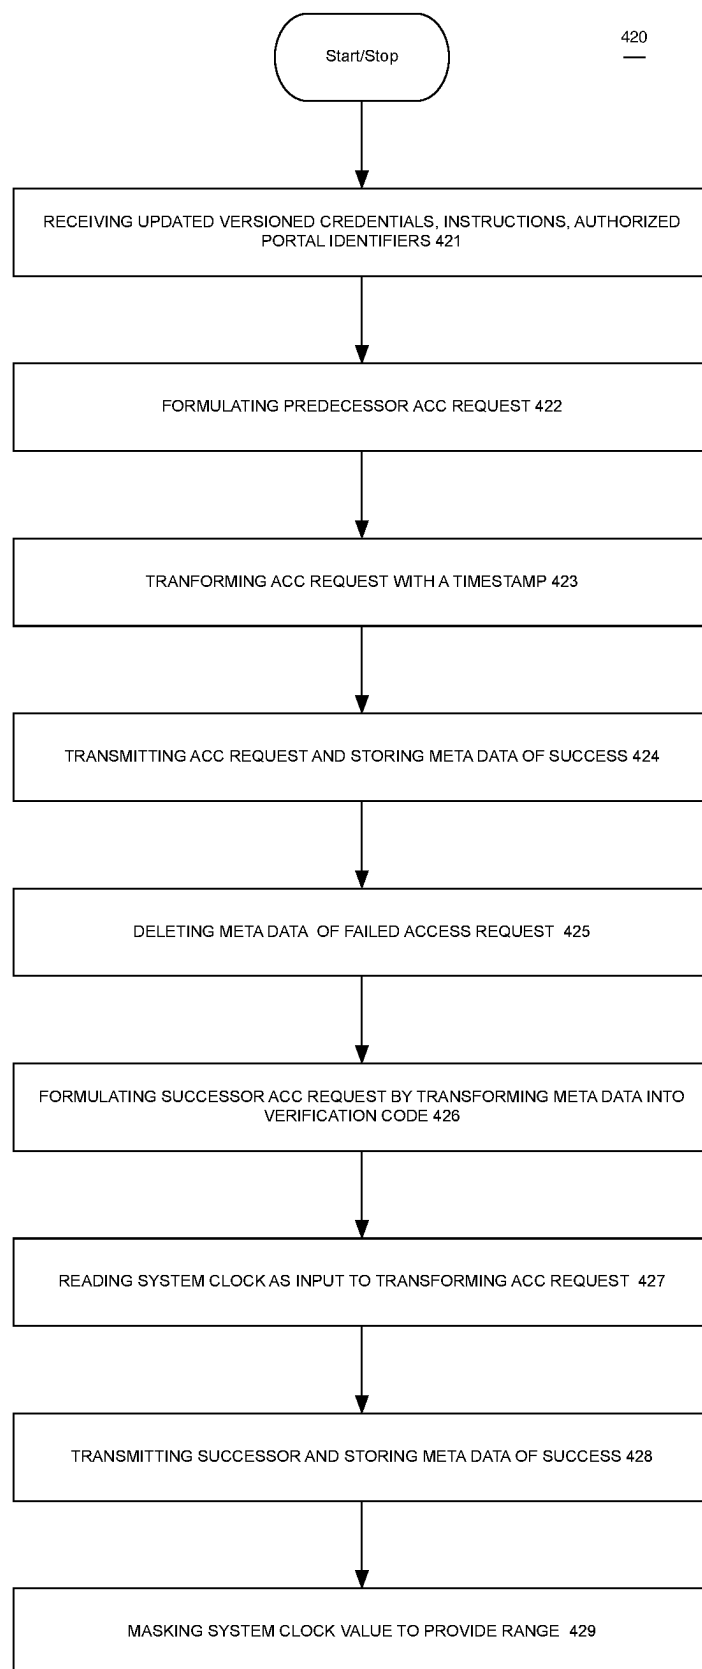 Start/Stop
420
RECEIVING UPDATED VERSIONED CREDENTIALS, INSTRUCTIONS, AUTHORIZED
PORTAL IDENTIFIERS 421
FORMULATING PREDECESSOR ACC REQUEST 422
TRANFORMING ACC REQUEST WITH A TIMESTAMP 423
TRANSMITTING ACC REQUEST AND STORING META DATA OF SUCCESS 424
DELETING META DATA OF FAILED ACCESS REQUEST 425
FORMULATING SUCCESSOR ACC REQUEST BY TRANSFORMING META DATA INTO
VERIFICATION CODE 426
READING SYSTEM CLOCK AS INPUT TO TRANSFORMING ACC REQUEST 427
TRANSMITTING SUCCESSOR AND STORING META DATA OF SUCCESS 428
MASKING SYSTEM CLOCK VALUE TO PROVIDE RANGE 429